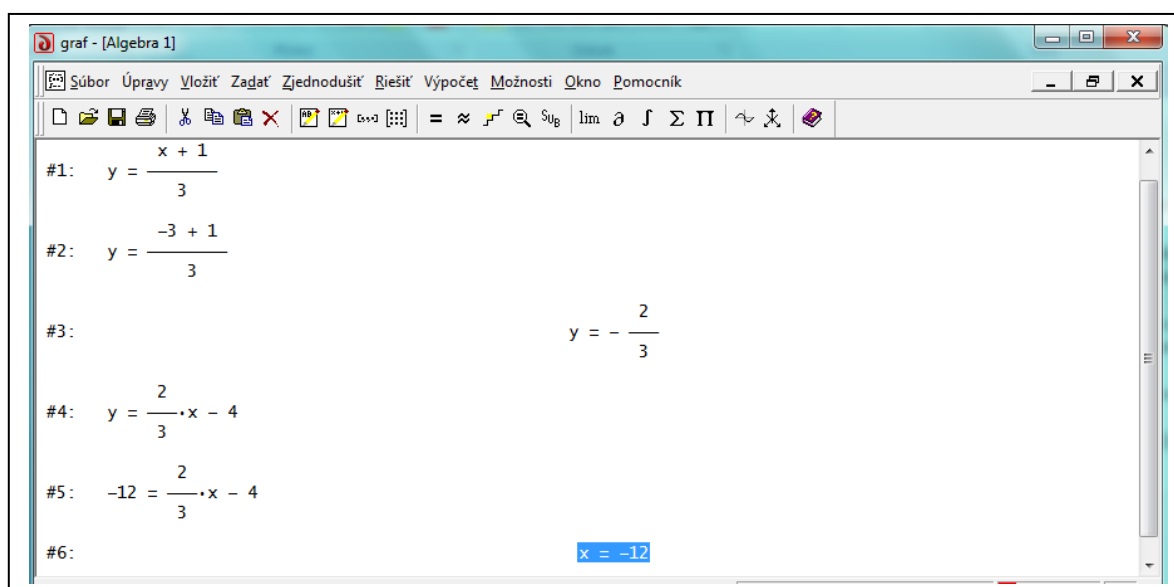 graf - [Algebra 1]
Súbor Úpravy Vložiť Zadať Zjednodušiť Riešiť Výpočet Možnosti Okno Pomocník
= ≈ SUB lim ∂ ∫ Σ Π
#1: y = (x + 1)/3
#2: y = (-3 + 1)/3
#3: y = - 2/3
#4: y = 2/3·x - 4
#5: -12 = 2/3·x - 4
#6: x = -12